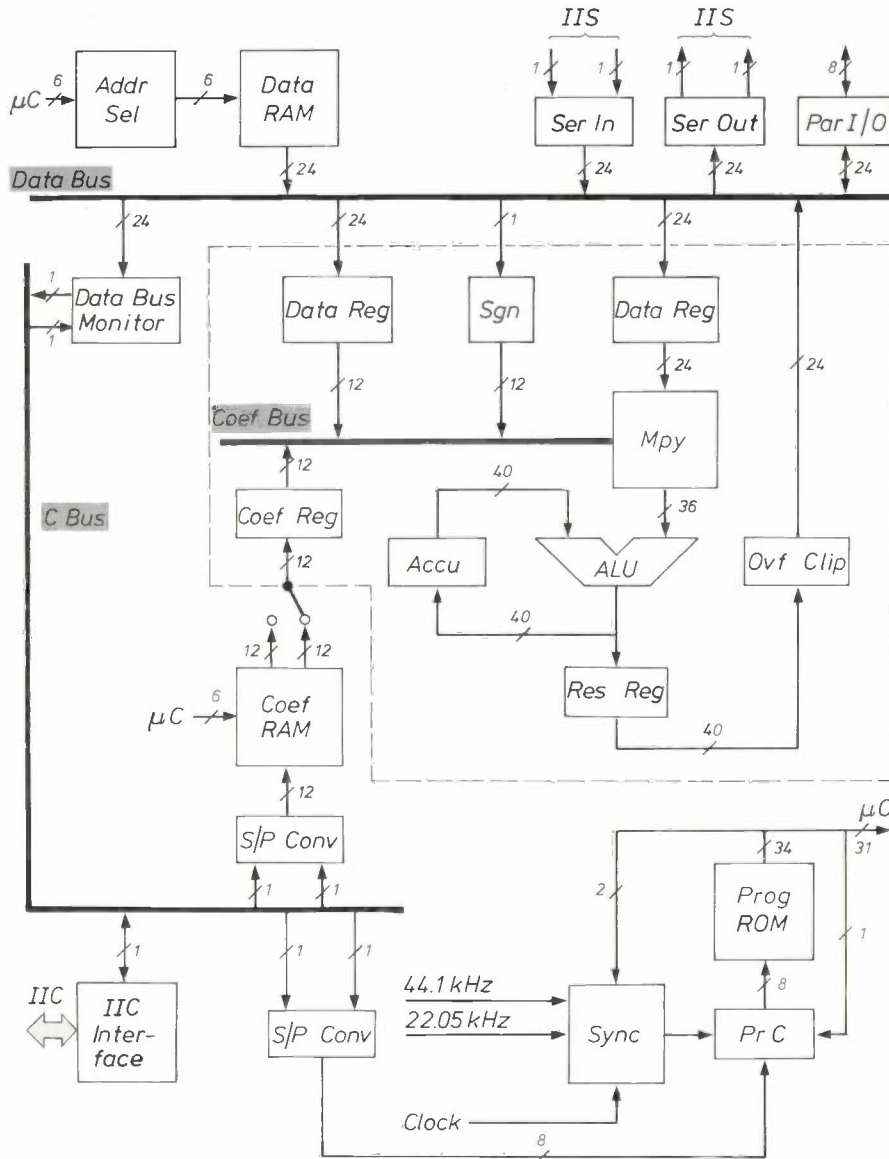 IIS
IIS
μC
6
Addr
Sel
6
Data
RAM
1
1
1
1
8
Ser In
Ser Out
Par I/O
24
24
24
24
Data Bus
24
24
1
24
1
Data Bus
Monitor
1
Data Reg
Sgn
Data Reg
12
12
24
24
Coef Bus
Mpy
12
40
36
C Bus
Coef Reg
12
Accu
ALU
Ovf Clip
40
12
12
μC
6
Coef
RAM
Res Reg
40
12
S/P Conv
1
1
μC
34
31
2
Prog
ROM
1
1
1
1
8
IIC
IIC
Inter-
face
44.1 kHz
22.05 kHz
S/P Conv
Sync
PrC
Clock
8